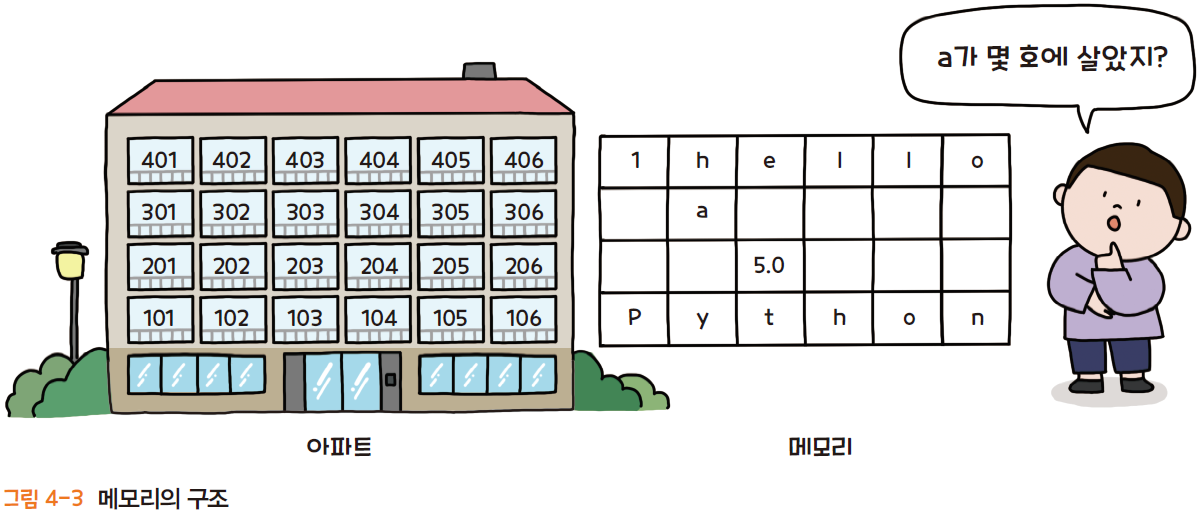 a가 몇 호에 살았지?
401 402 403 404 405 406
301 302 303 304 305 306
201 202 203 204 205 206
101 102 103 104 105 106
1 h e l l o
a
5.0
P y t h o n
아파트
메모리
그림 4-3 메모리의 구조